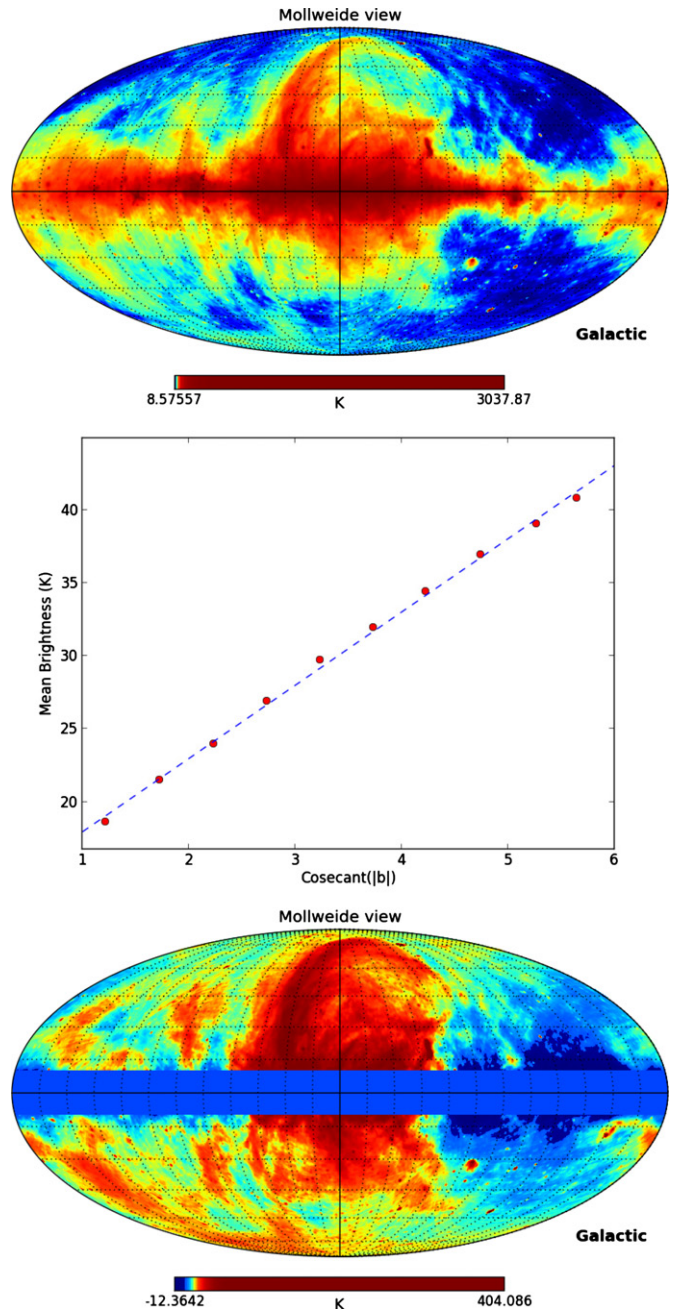 Mollweide view
Galactic
8.57557
3037.87
K
40
35
30
25
20
Mean Brightness (K)
1
2
3
4
5
6
Cosecant(|b|)
Mollweide view
Galactic
-12.3642
404.086
K